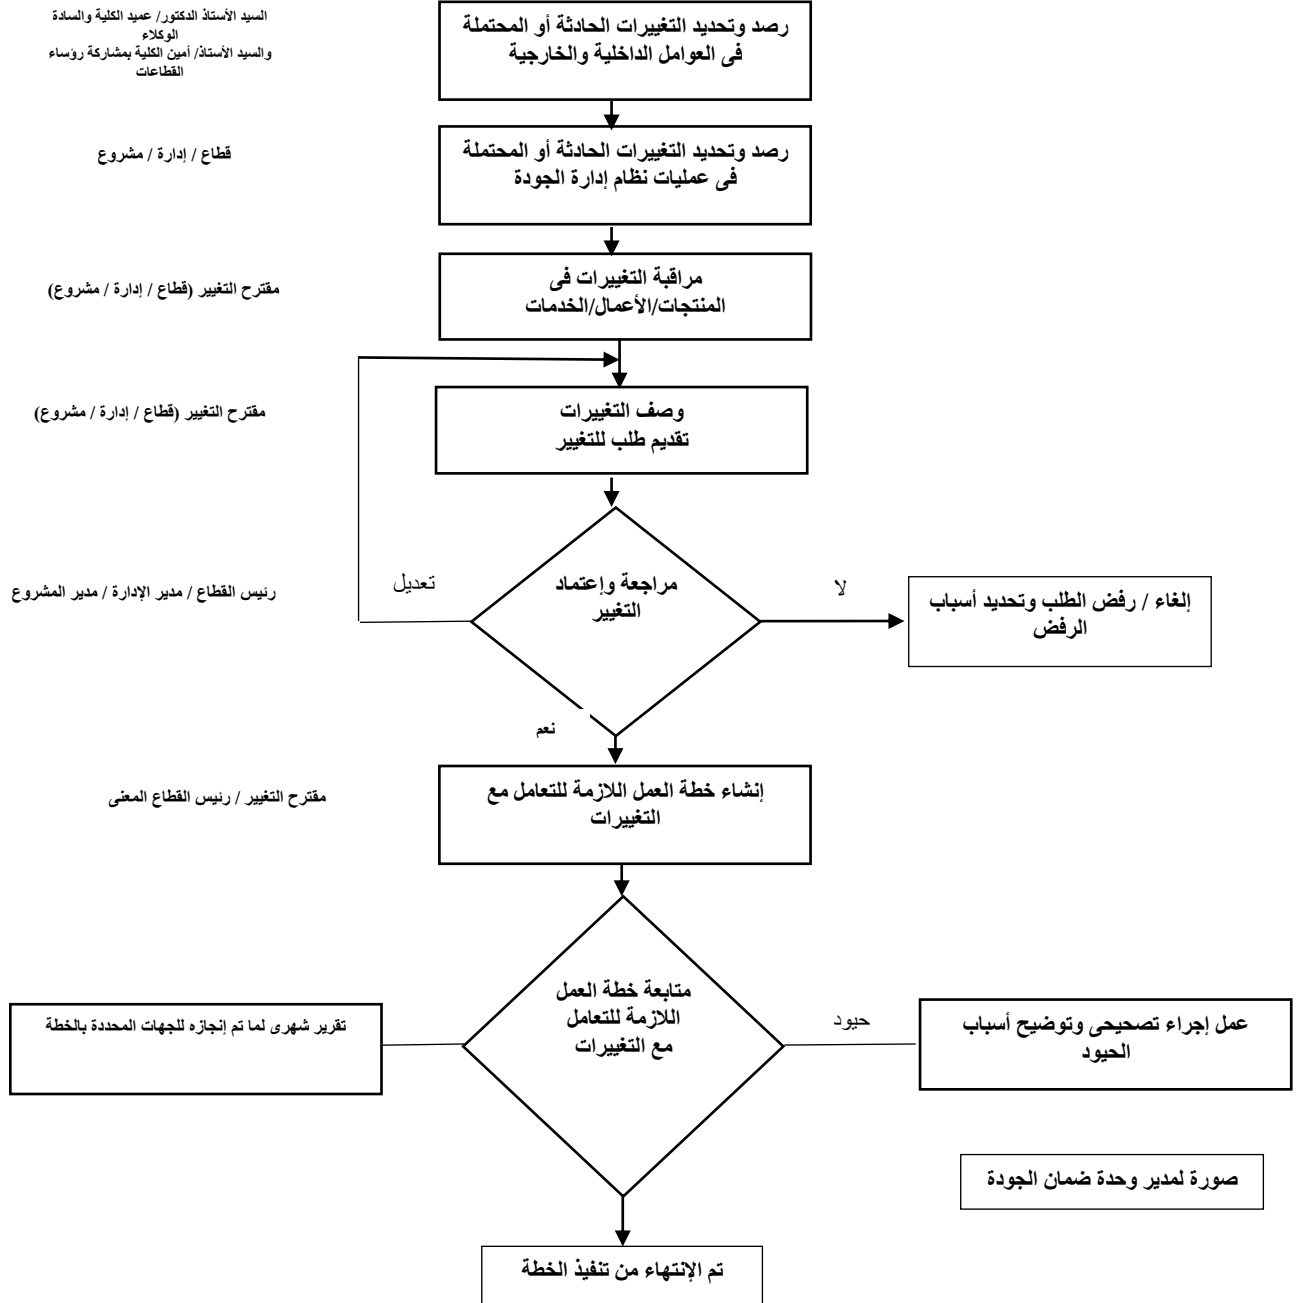 السيد الأستاذ الدكتور/ عميد الكلية والسادة
الوكلاء
والسيد الأستاذ/ أمين الكلية بمشاركة رؤساء
القطاعات
رصد وتحديد التغييرات الحادثة أو المحتملة
فى العوامل الداخلية والخارجية
قطاع / إدارة / مشروع
رصد وتحديد التغييرات الحادثة أو المحتملة
فى عمليات نظام إدارة الجودة
مقترح التغيير (قطاع / إدارة / مشروع)
مراقبة التغييرات فى
المنتجات/الأعمال/الخدمات
مقترح التغيير (قطاع / إدارة / مشروع)
وصف التغييرات
تقديم طلب للتغيير
رئيس القطاع / مدير الإدارة / مدير المشروع
تعديل
مراجعة وإعتماد
التغيير
لا
إلغاء / رفض الطلب وتحديد أسباب
الرفض
نعم
مقترح التغيير / رئيس القطاع المعنى
إنشاء خطة العمل اللازمة للتعامل مع
التغييرات
متابعة خطة العمل
اللازمة للتعامل
مع التغييرات
حيود
عمل إجراء تصحيحى وتوضيح أسباب
الحيود
تقرير شهرى لما تم إنجازه للجهات المحددة بالخطة
صورة لمدير وحدة ضمان الجودة
تم الإنتهاء من تنفيذ الخطة